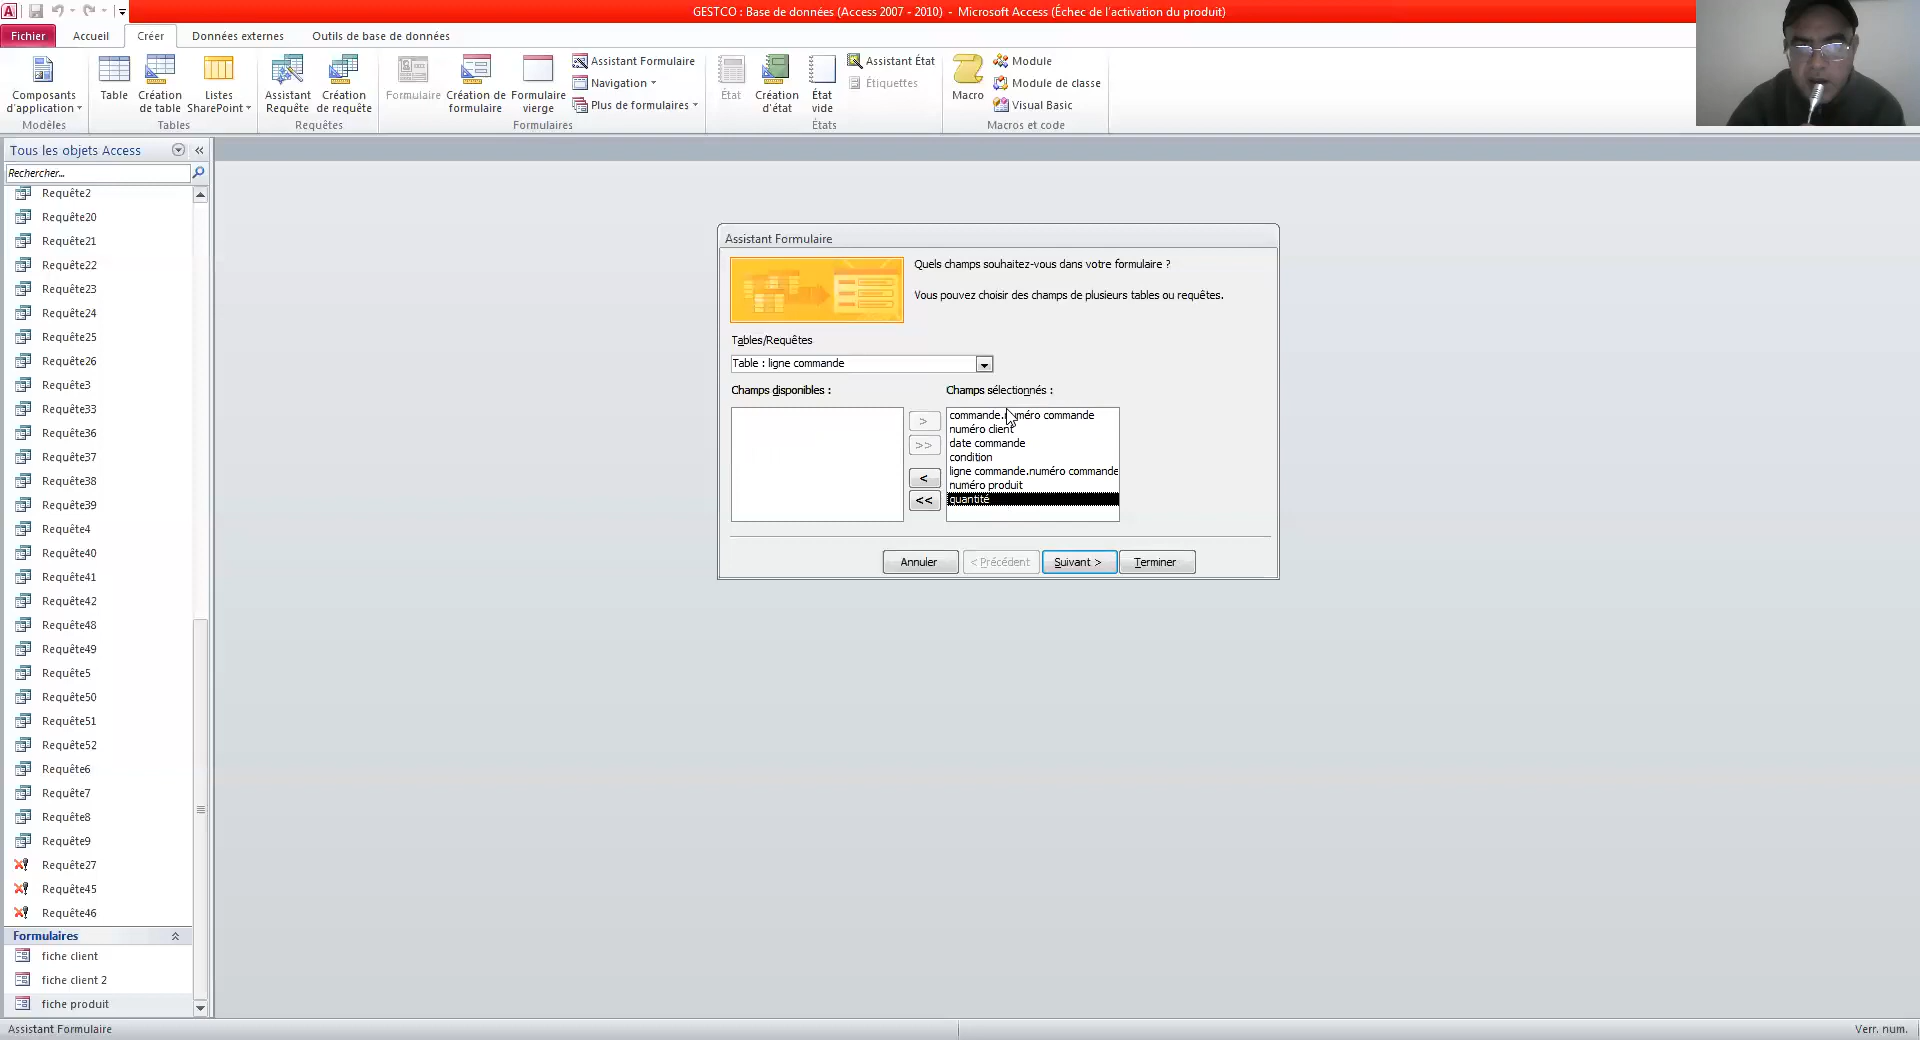 GESTCO : Base de données (Access 2007 - 2010) - Microsoft Access (Échec de l'activation du produit)
Fichier Accueil Créer Données externes Outils de base de données
Composants d'application
Modèles
Table
Création de table
Listes SharePoint
Tables
Assistant Requête
Création de requête
Requêtes
Formulaire
Création de formulaire
Formulaire vierge
Assistant Formulaire
Navigation
Plus de formulaires
Formulaires
État
Création d'état
État vide
Assistant État
Étiquettes
États
Macro
Module
Module de classe
Visual Basic
Macros et code
Tous les objets Access
Rechercher...
Requête2
Requête20
Requête21
Requête22
Requête23
Requête24
Requête25
Requête26
Requête3
Requête33
Requête36
Requête37
Requête38
Requête39
Requête4
Requête40
Requête41
Requête42
Requête48
Requête49
Requête5
Requête50
Requête51
Requête52
Requête6
Requête7
Requête8
Requête9
Requête27
Requête45
Requête46
Formulaires
fiche client
fiche client 2
fiche produit
Assistant Formulaire
Quels champs souhaitez-vous dans votre formulaire ?
Vous pouvez choisir des champs de plusieurs tables ou requêtes.
Tables/Requêtes
Table : ligne commande
Champs disponibles :
Champs sélectionnés :
>
>>
<
<<
commande.numéro commande
numéro client
date commande
condition
ligne commande.numéro commande
numéro produit
quantité
Annuler < Précédent Suivant > Terminer
Assistant Formulaire
Verr. num.